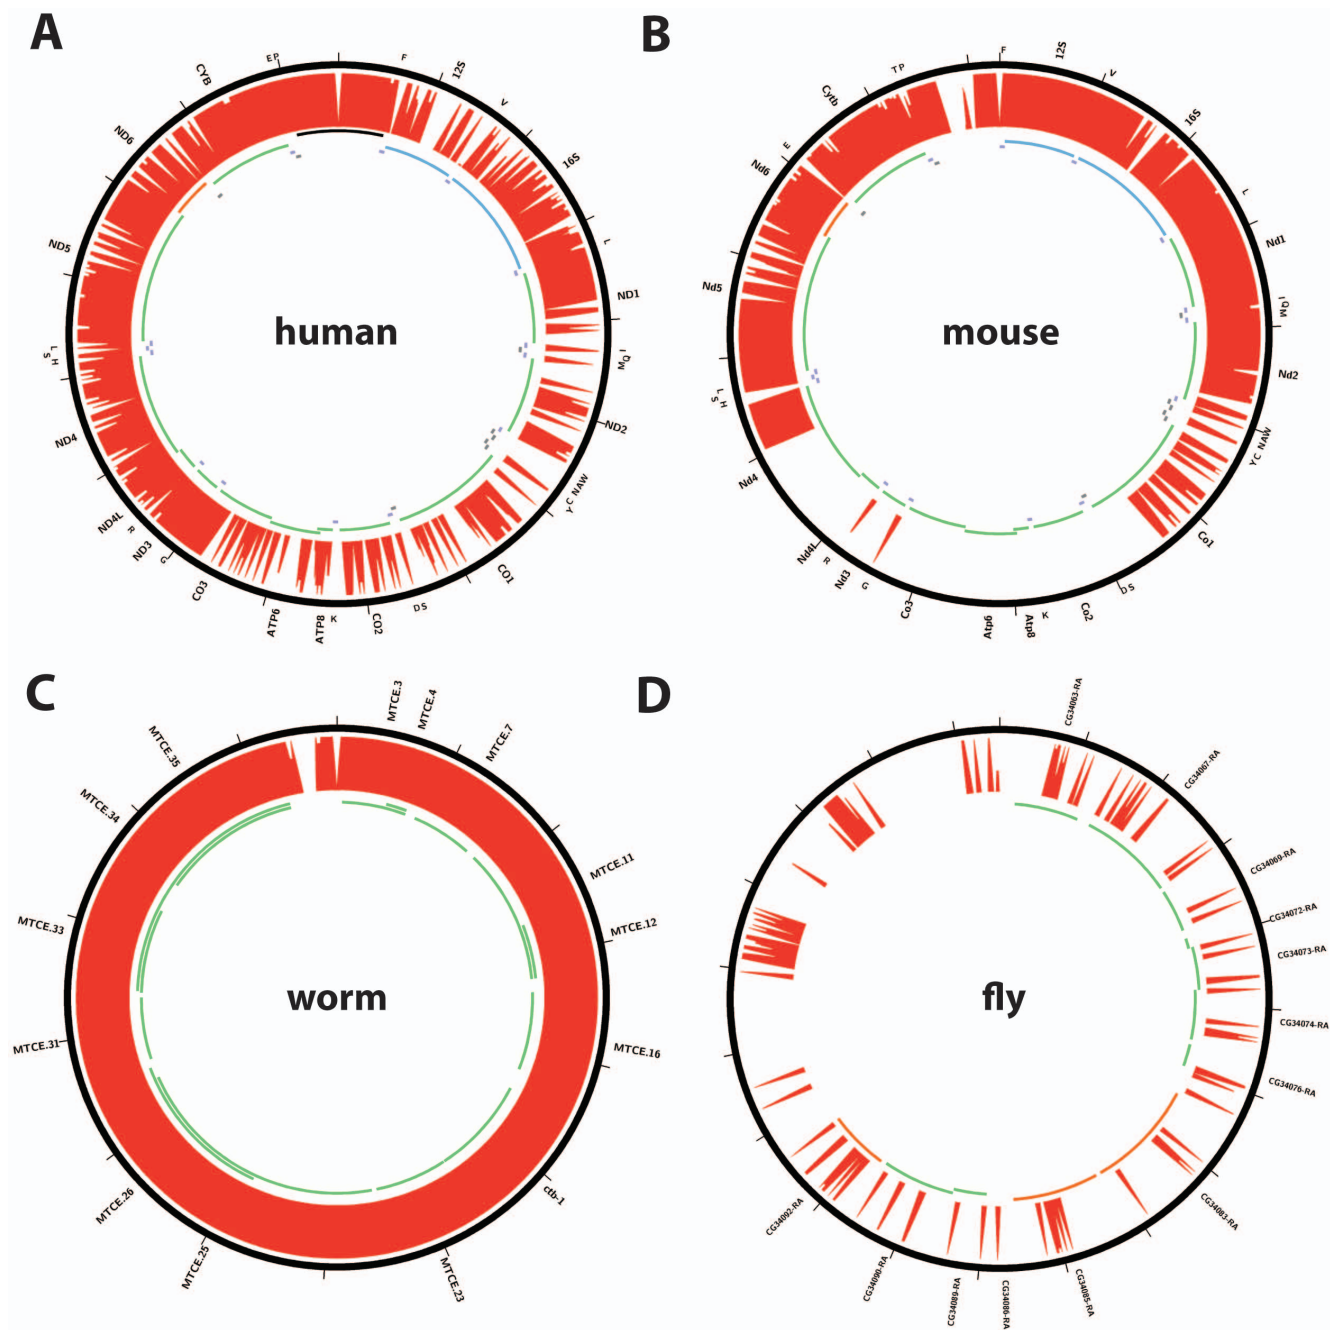 A
B
EP
F
12S
V
16S
L
ND1
I
Q
M
ND2
W
A
N
C
Y
CO1
DS
CO2
K
ATP8
ATP6
CO3
G
ND3
R
ND4L
ND4
H
S
L
ND5
ND6
CYB
human
F
12S
V
16S
L
Nd1
I
Q
M
Nd2
W
A
N
C
Y
Co1
DS
Co2
K
Atp8
Atp6
Co3
G
Nd3
R
Nd4L
Nd4
H
S
L
Nd5
Nd6
E
Cytb
TP
mouse
C
D
MTCE.3
MTCE.4
MTCE.7
MTCE.11
MTCE.12
MTCE.16
ctb-1
MTCE.23
MTCE.25
MTCE.26
MTCE.31
MTCE.33
MTCE.34
MTCE.35
worm
CG34063-RA
CG34067-RA
CG34069-RA
CG34072-RA
CG34073-RA
CG34074-RA
CG34076-RA
CG34083-RA
CG34085-RA
CG34086-RA
CG34089-RA
CG34090-RA
CG34092-RA
fly